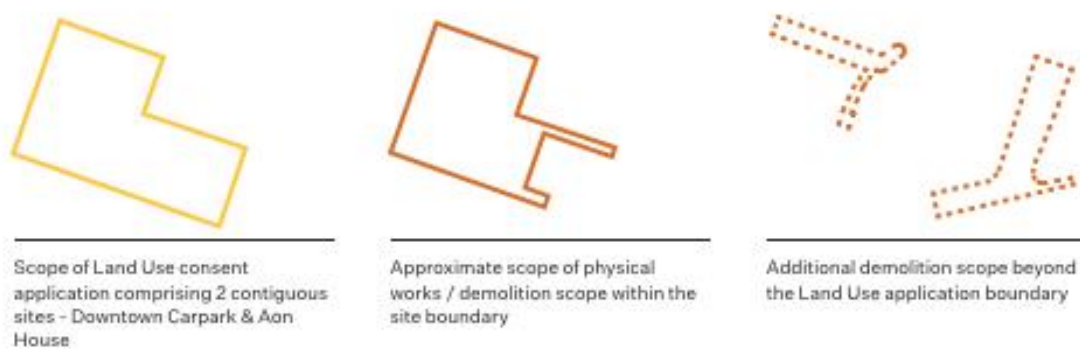 Scope of Land Use consent
application comprising 2 contiguous
sites - Downtown Carpark & Aon
House
Approximate scope of physical
works / demolition scope within the
site boundary
Additional demolition scope beyond
the Land Use application boundary